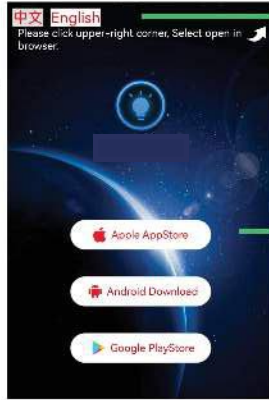 中文 English
Please click upper-right corner, Select open in
browser.
Apple AppStore
Android Download
Google PlayStore